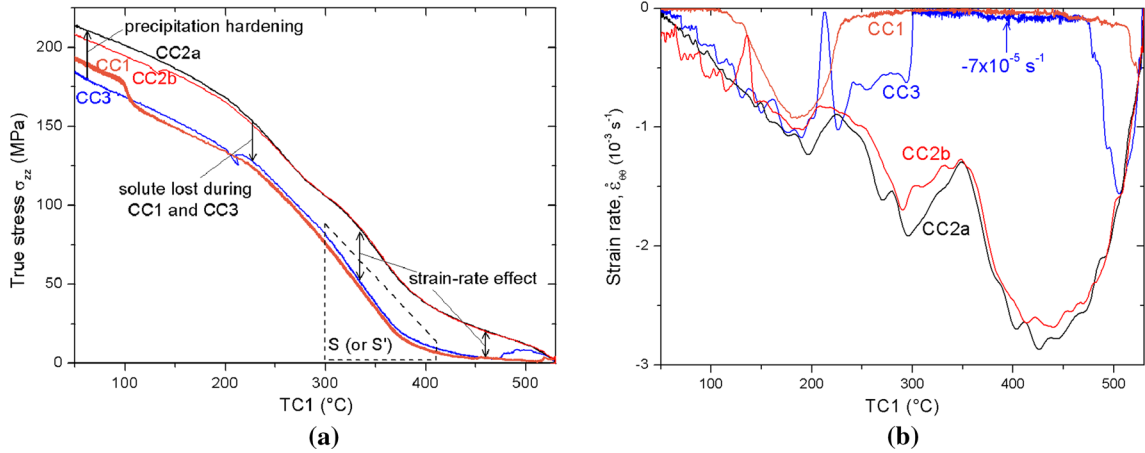 precipitation hardening
CC2a
CC1
CC2b
CC3
solute lost during
CC1 and CC3
strain-rate effect
S (or S')
True stress σzz (MPa)
200
150
100
50
0
100
200
300
400
500
TC1 (°C)
(a)
CC1
-7x10⁻⁵ s⁻¹
CC3
CC2b
CC2a
Strain rate, ε̊θθ (10⁻³ s⁻¹)
0
-1
-2
-3
100
200
300
400
500
TC1 (°C)
(b)